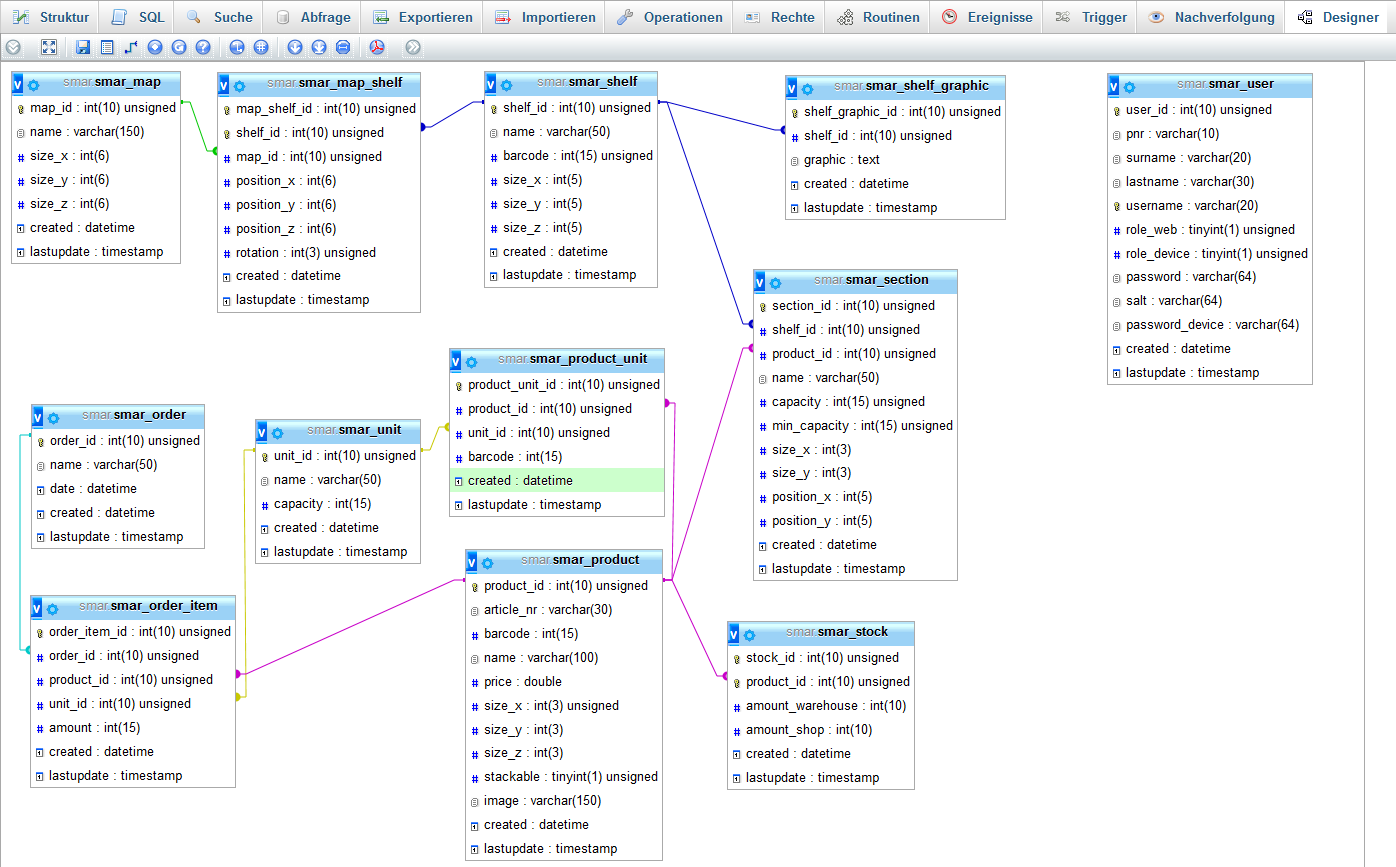 Struktur SQL Suche Abfrage Exportieren Importieren Operationen Rechte Routinen Ereignisse Trigger Nachverfolgung Designer
smar.smar_map
map_id : int(10) unsigned
name : varchar(150)
size_x : int(6)
size_y : int(6)
size_z : int(6)
created : datetime
lastupdate : timestamp
smar.smar_map_shelf
map_shelf_id : int(10) unsigned
shelf_id : int(10) unsigned
map_id : int(10) unsigned
position_x : int(6)
position_y : int(6)
position_z : int(6)
rotation : int(3) unsigned
created : datetime
lastupdate : timestamp
smar.smar_shelf
shelf_id : int(10) unsigned
name : varchar(50)
barcode : int(15) unsigned
size_x : int(5)
size_y : int(5)
size_z : int(5)
created : datetime
lastupdate : timestamp
smar.smar_shelf_graphic
shelf_graphic_id : int(10) unsigned
shelf_id : int(10) unsigned
graphic : text
created : datetime
lastupdate : timestamp
smar.smar_user
user_id : int(10) unsigned
pnr : varchar(10)
surname : varchar(20)
lastname : varchar(30)
username : varchar(20)
role_web : tinyint(1) unsigned
role_device : tinyint(1) unsigned
password : varchar(64)
salt : varchar(64)
password_device : varchar(64)
created : datetime
lastupdate : timestamp
smar.smar_section
section_id : int(10) unsigned
shelf_id : int(10) unsigned
product_id : int(10) unsigned
name : varchar(50)
capacity : int(15) unsigned
min_capacity : int(15) unsigned
size_x : int(3)
size_y : int(3)
position_x : int(5)
position_y : int(5)
created : datetime
lastupdate : timestamp
smar.smar_product_unit
product_unit_id : int(10) unsigned
product_id : int(10) unsigned
unit_id : int(10) unsigned
barcode : int(15)
created : datetime
lastupdate : timestamp
smar.smar_order
order_id : int(10) unsigned
name : varchar(50)
date : datetime
created : datetime
lastupdate : timestamp
smar.smar_unit
unit_id : int(10) unsigned
name : varchar(50)
capacity : int(15)
created : datetime
lastupdate : timestamp
smar.smar_product
product_id : int(10) unsigned
article_nr : varchar(30)
barcode : int(15)
name : varchar(100)
price : double
size_x : int(3) unsigned
size_y : int(3)
size_z : int(3)
stackable : tinyint(1) unsigned
image : varchar(150)
created : datetime
lastupdate : timestamp
smar.smar_order_item
order_item_id : int(10) unsigned
order_id : int(10) unsigned
product_id : int(10) unsigned
unit_id : int(10) unsigned
amount : int(15)
created : datetime
lastupdate : timestamp
smar.smar_stock
stock_id : int(10) unsigned
product_id : int(10) unsigned
amount_warehouse : int(10)
amount_shop : int(10)
created : datetime
lastupdate : timestamp